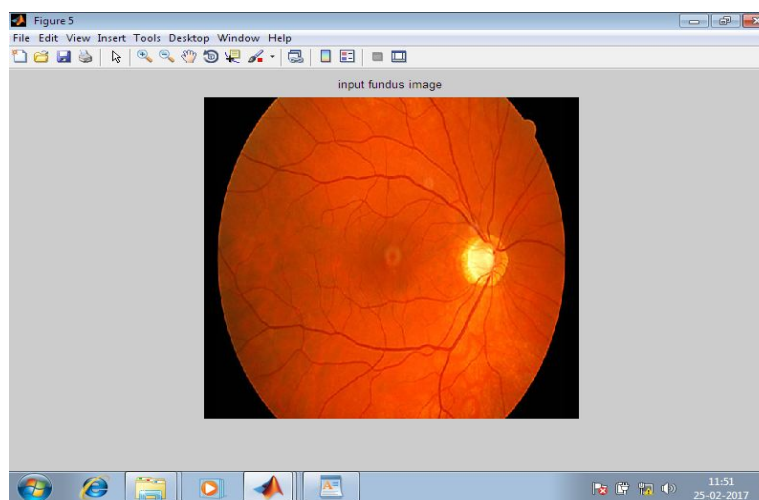 Figure 5
File Edit View Insert Tools Desktop Window Help
input fundus image
11:51
25-02-2017